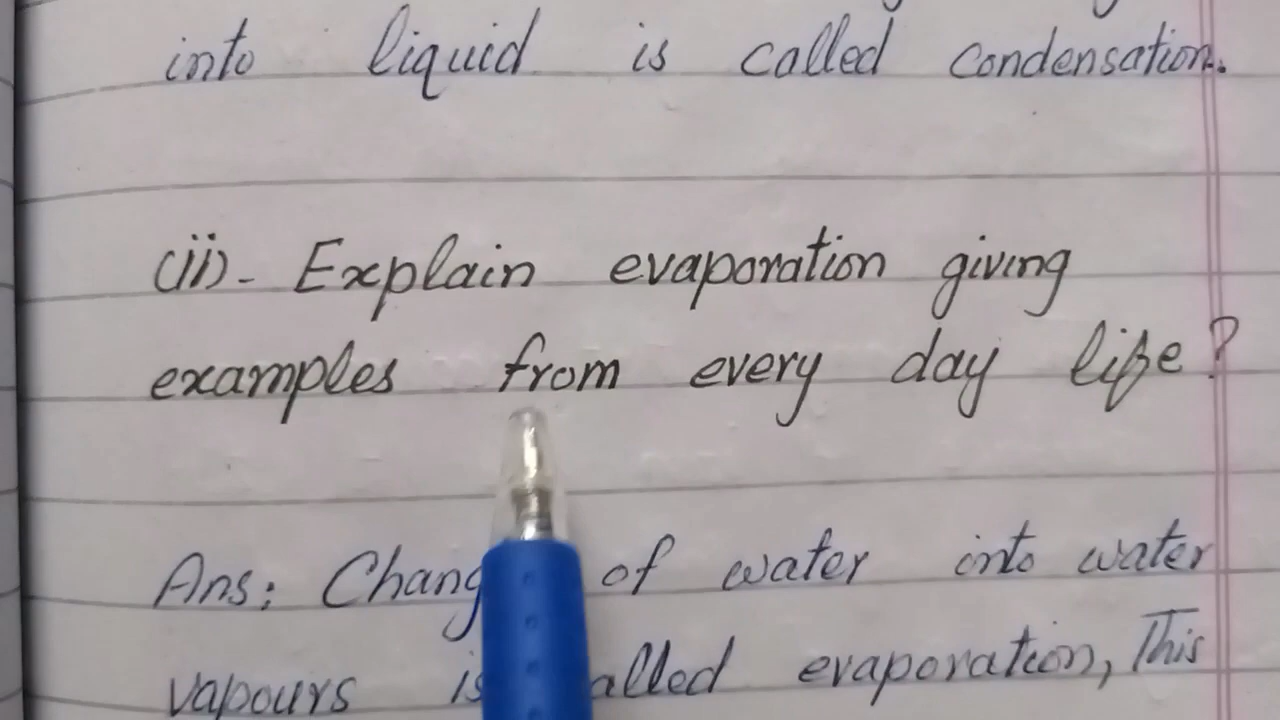 into liquid is called condensation.
(ii)- Explain evaporation giving
examples from every day life?
Ans: Chang of water into water
vapours is alled evaporation, This